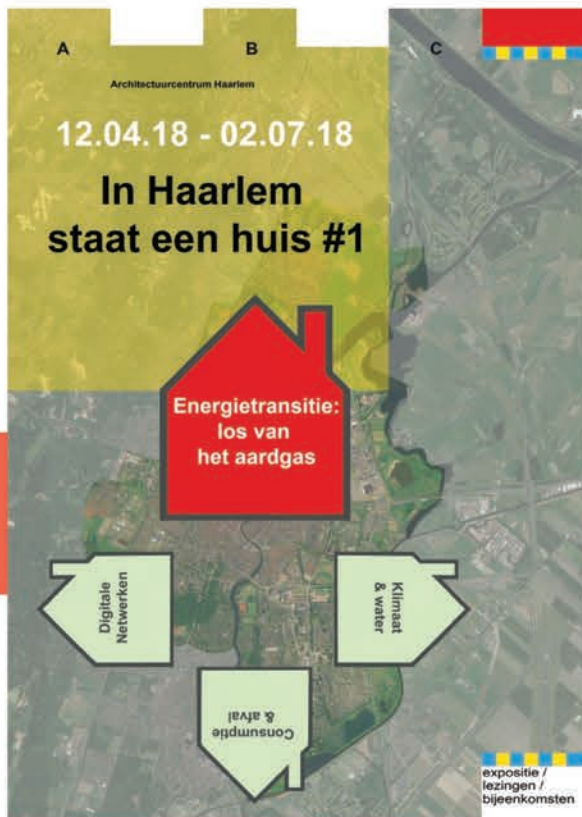 A B C
Architectuurcentrum Haarlem
12.04.18 - 02.07.18
In Haarlem
staat een huis #1
Energietransitie:
los van
het aardgas
Digitale
Netwerken
Klimaat
& water
Consumptie
& afval
expositie /
lezingen /
bijeenkomsten